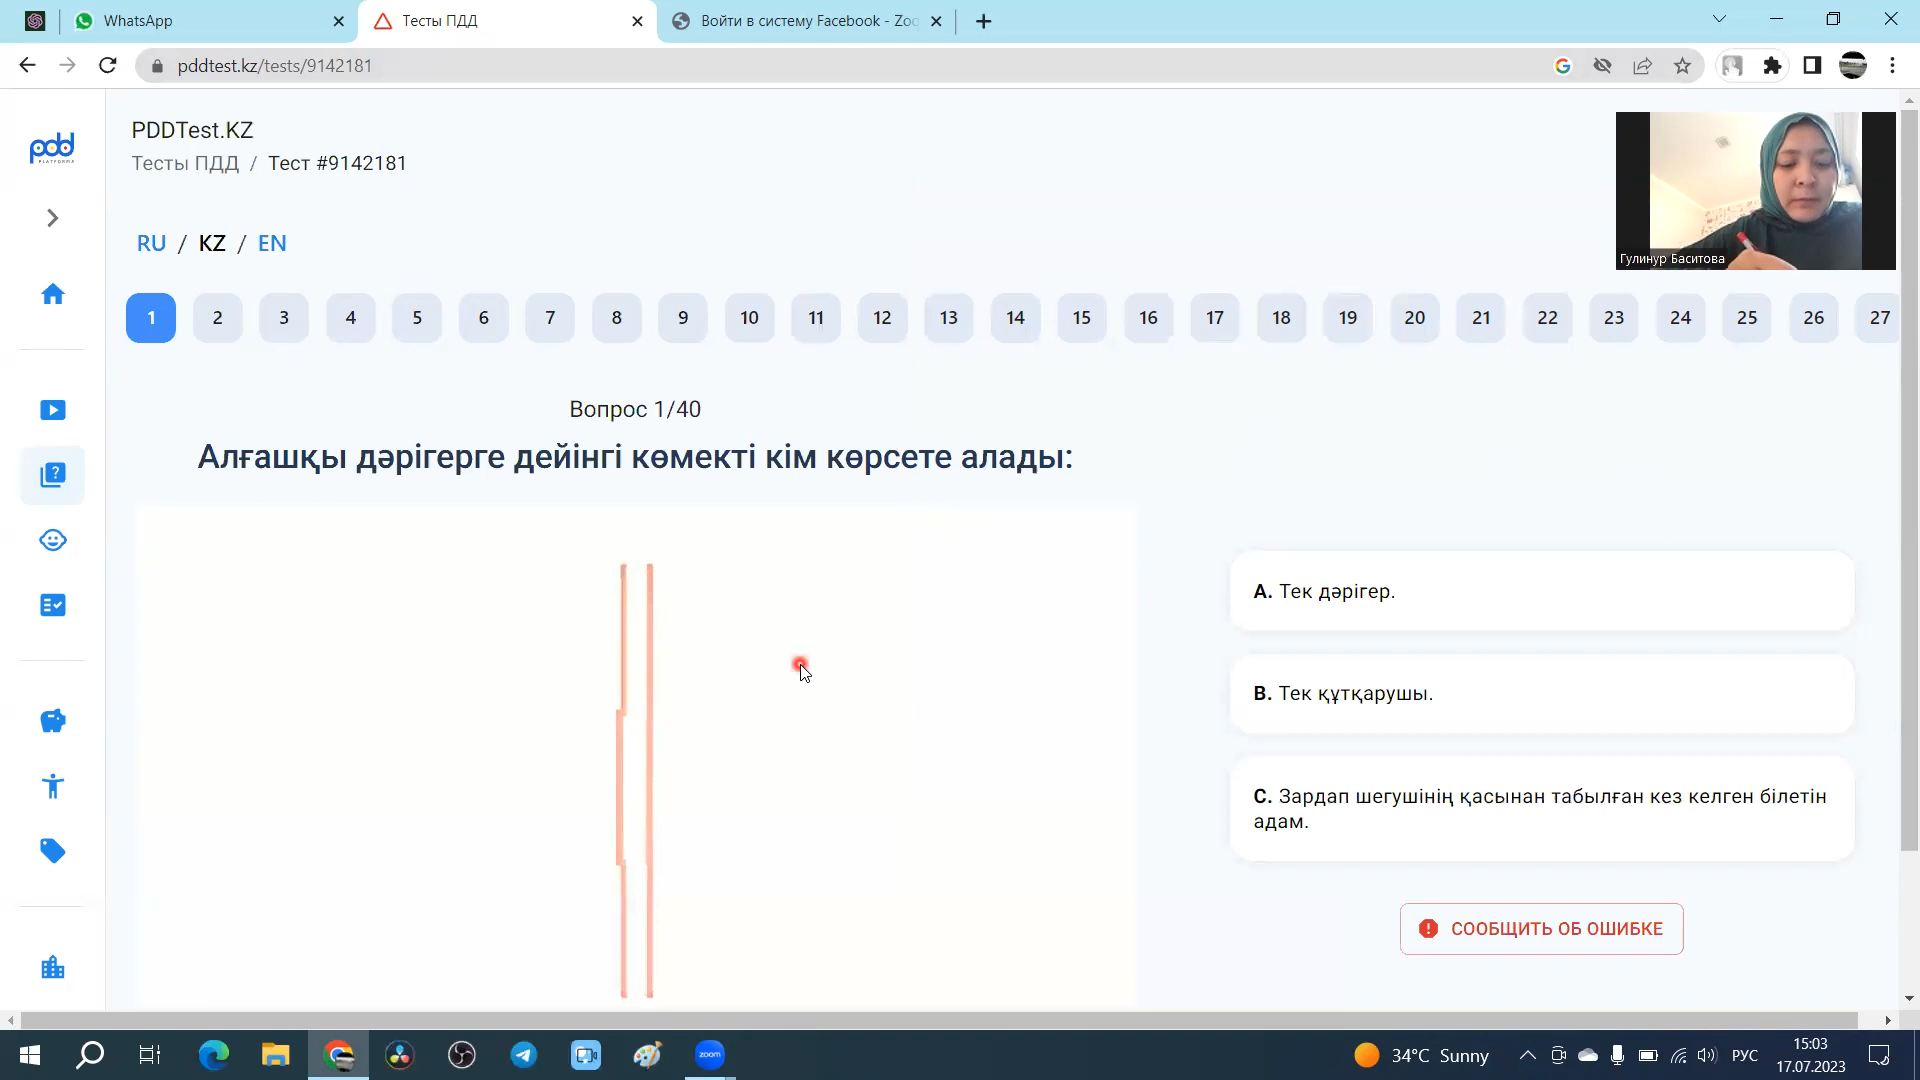 WhatsApp
Тесты ПДД
Войти в систему Facebook - Zoo
pddtest.kz/tests/9142181
pdd
PLATFORMA
PDDTest.KZ
Тесты ПДД / Тест #9142181
Гулинур Баситова
RU / KZ / EN
1 2 3 4 5 6 7 8 9 10 11 12 13 14 15 16 17 18 19 20 21 22 23 24 25 26 27
Вопрос 1/40
Алғашқы дәрігерге дейінгі көмекті кім көрсете алады:
A. Тек дәрігер.
B. Тек құтқарушы.
C. Зардап шегушінің қасынан табылған кез келген білетін
адам.
СООБЩИТЬ ОБ ОШИБКЕ
zoom
34°C Sunny
РУС
15:03
17.07.2023